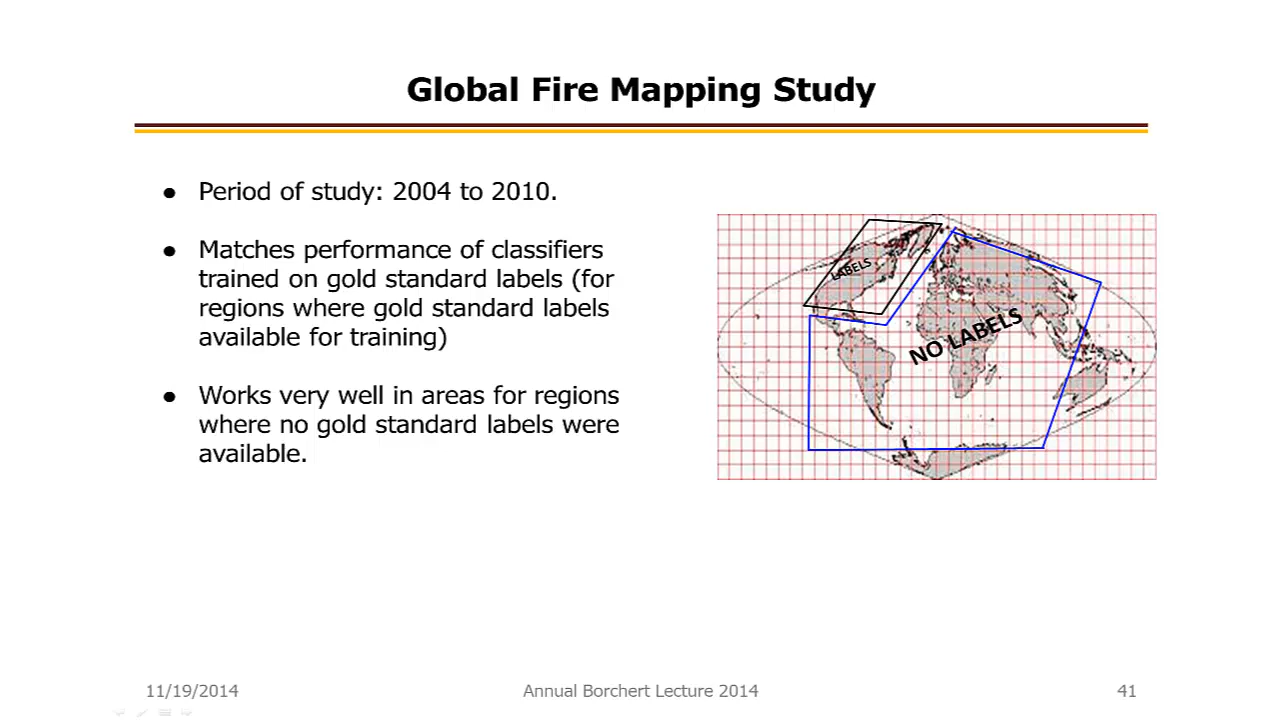 Global Fire Mapping Study
● Period of study: 2004 to 2010.
● Matches performance of classifiers
trained on gold standard labels (for
regions where gold standard labels
available for training)
● Works very well in areas for regions
where no gold standard labels were
available.
LABELS
NO LABELS
11/19/2014
Annual Borchert Lecture 2014
41